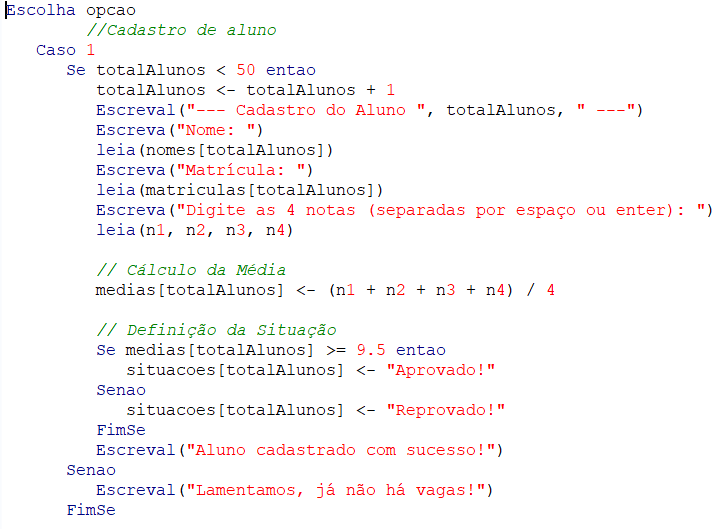 Escolha opcao
//Cadastro de aluno
Caso 1
Se totalAlunos < 50 entao
totalAlunos <- totalAlunos + 1
Escreval("--- Cadastro do Aluno ", totalAlunos, " ---")
Escreva("Nome: ")
leia(nomes[totalAlunos])
Escreva("Matrícula: ")
leia(matriculas[totalAlunos])
Escreva("Digite as 4 notas (separadas por espaço ou enter): ")
leia(n1, n2, n3, n4)
// Cálculo da Média
medias[totalAlunos] <- (n1 + n2 + n3 + n4) / 4
// Definição da Situação
Se medias[totalAlunos] >= 9.5 entao
situacoes[totalAlunos] <- "Aprovado!"
Senao
situacoes[totalAlunos] <- "Reprovado!"
FimSe
Escreval("Aluno cadastrado com sucesso!")
Senao
Escreval("Lamentamos, já não há vagas!")
FimSe